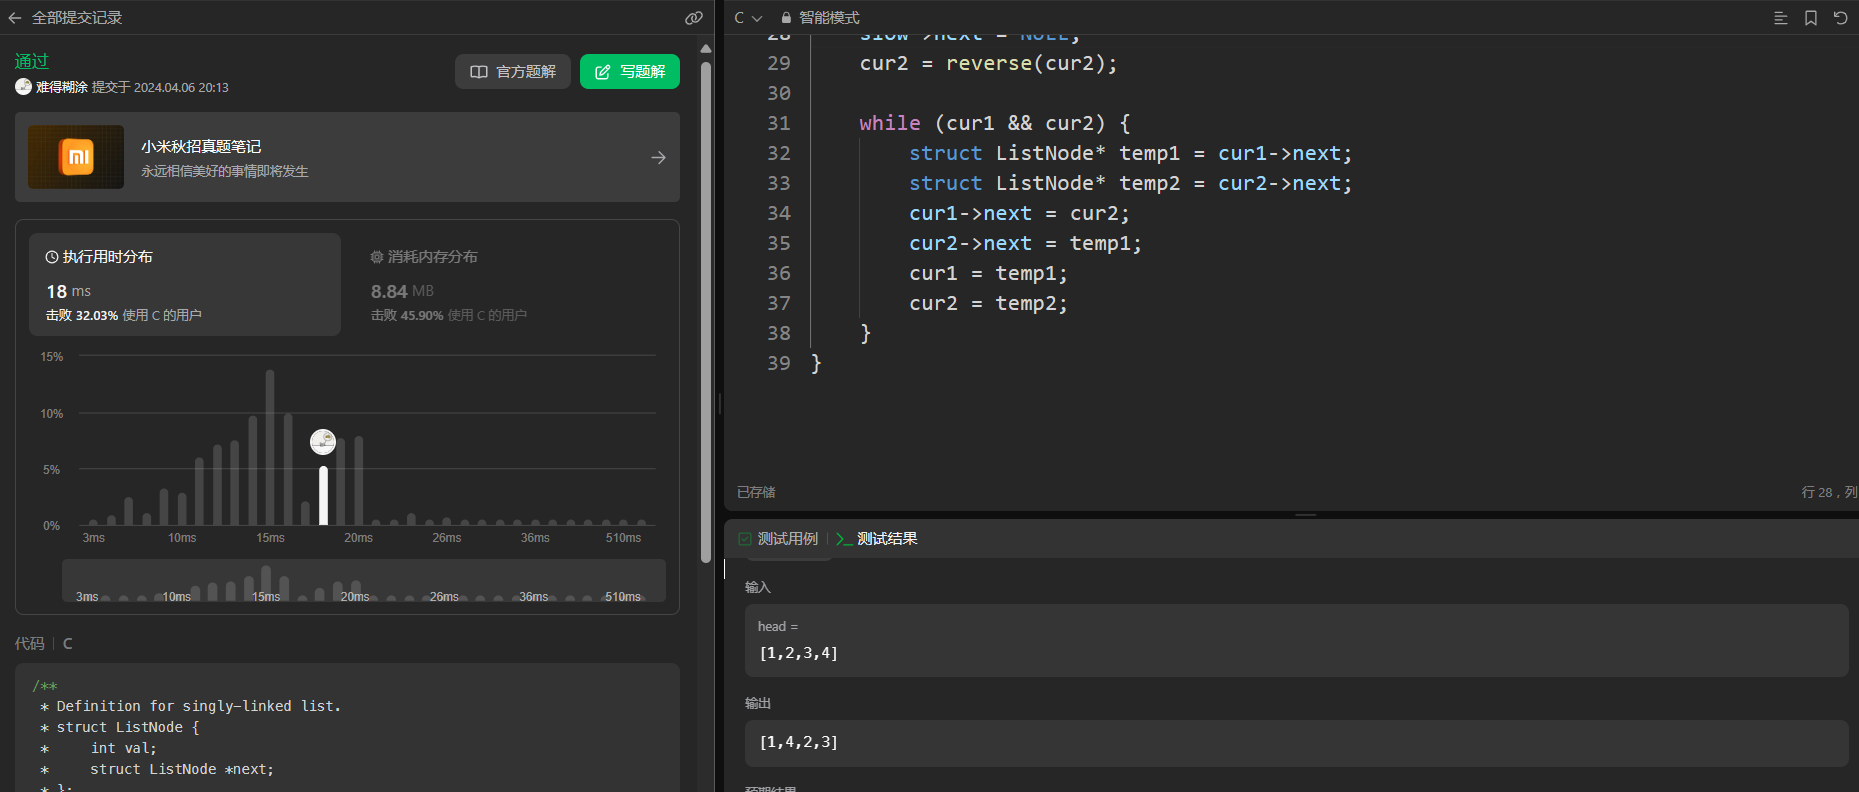 全部提交记录
通过
难得糊涂 提交于 2024.04.06 20:13
官方题解
写题解
小米秋招真题笔记
永远相信美好的事情即将发生
执行用时分布
18 ms
击败 32.03% 使用 C 的用户
消耗内存分布
8.84 MB
击败 45.90% 使用 C 的用户
15%
10%
5%
0%
3ms 10ms 15ms 20ms 26ms 36ms 510ms
3ms 10ms 15ms 20ms 26ms 36ms 510ms
代码 | C
/**
* Definition for singly-linked list.
* struct ListNode {
*     int val;
*     struct ListNode *next;
* };
C 智能模式
28 slow->next = NULL;
29 cur2 = reverse(cur2);
30
31 while (cur1 && cur2) {
32 struct ListNode* temp1 = cur1->next;
33 struct ListNode* temp2 = cur2->next;
34 cur1->next = cur2;
35 cur2->next = temp1;
36 cur1 = temp1;
37 cur2 = temp2;
38 }
39 }
已存储
行 28，列
测试用例 | >_ 测试结果
输入
head =
[1,2,3,4]
输出
[1,4,2,3]
预期结果